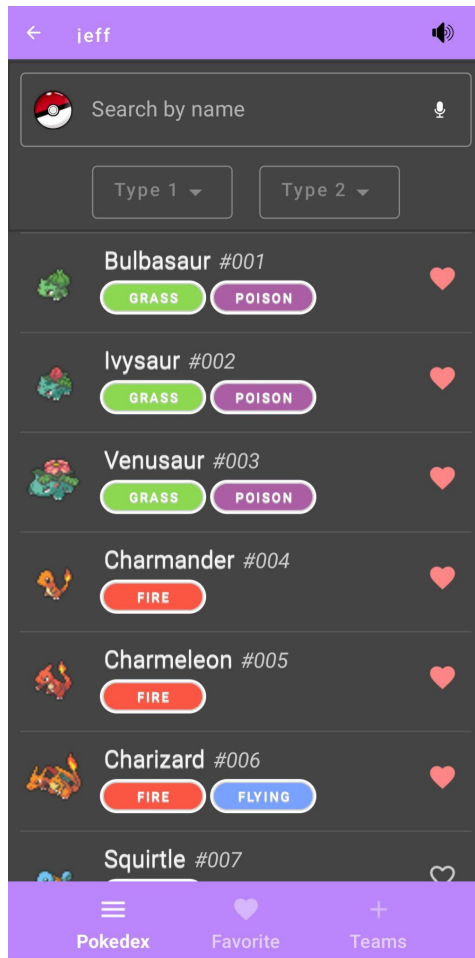 jeff
Search by name
Type 1 Type 2
Bulbasaur #001
GRASS POISON
Ivysaur #002
GRASS POISON
Venusaur #003
GRASS POISON
Charmander #004
FIRE
Charmeleon #005
FIRE
Charizard #006
FIRE FLYING
Squirtle #007
Pokedex Favorite Teams